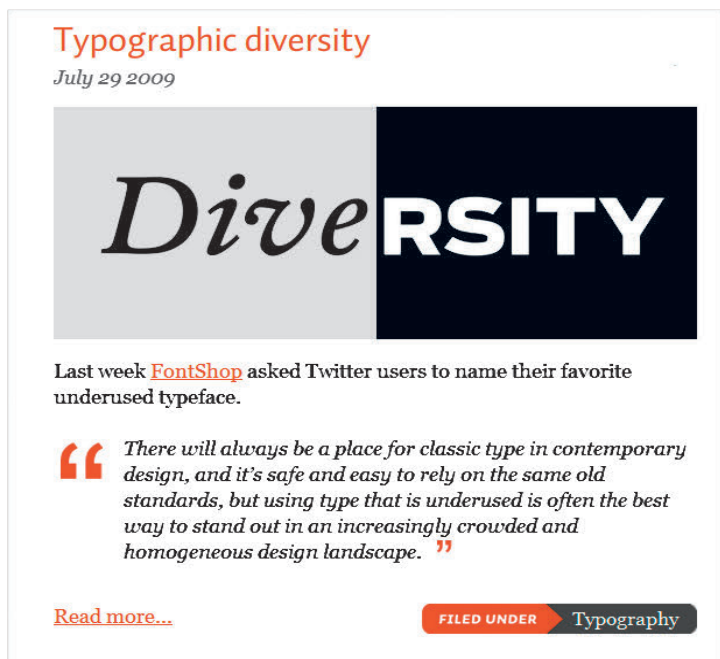 Typographic diversity
July 29 2009
DiveRSITY
Last week FontShop asked Twitter users to name their favorite
underused typeface.
“ There will always be a place for classic type in contemporary
design, and it’s safe and easy to rely on the same old
standards, but using type that is underused is often the best
way to stand out in an increasingly crowded and
homogeneous design landscape. ”
Read more...
FILED UNDER Typography